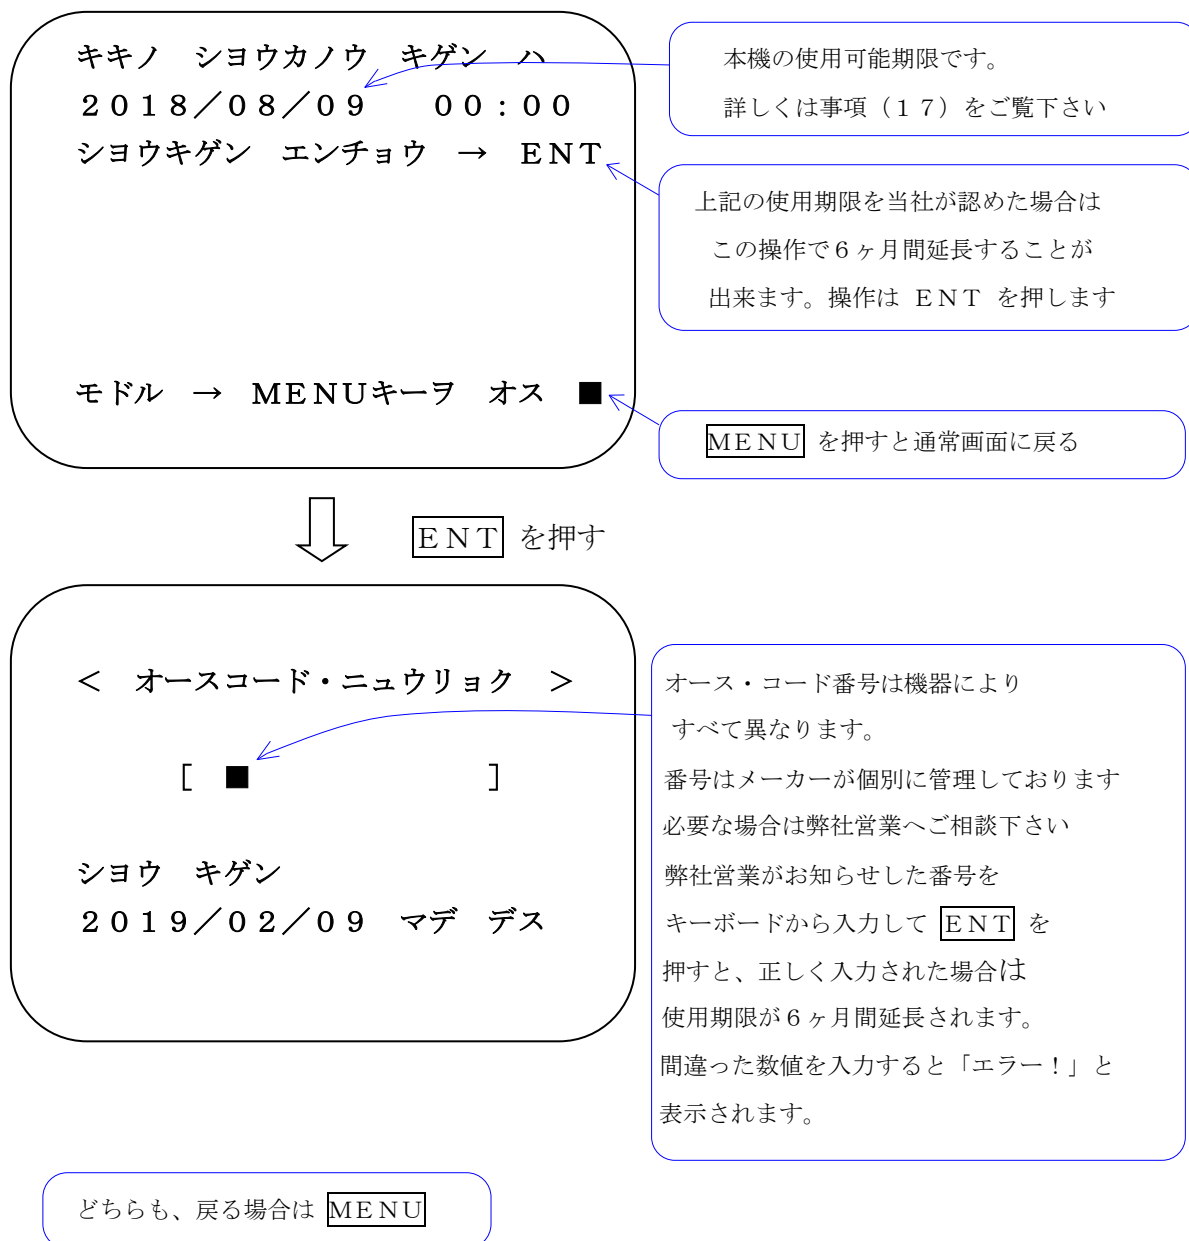 キキノ　シヨウカノウ　キゲン　ハ
２０１８／０８／０９　００：００
シヨウキゲン　エンチョウ　→　ＥＮＴ
モドル　→　ＭＥＮＵキーヲ　オス　■
本機の使用可能期限です。
詳しくは事項（１７）をご覧下さい
上記の使用期限を当社が認めた場合は
この操作で６ヶ月間延長することが
出来ます。操作は ＥＮＴ を押します
ＭＥＮＵ を押すと通常画面に戻る
ＥＮＴ を押す
＜　オースコード・ニュウリョク　＞
［　■　　　　　　　］
シヨウ　キゲン
２０１９／０２／０９　マデ　デス
オース・コード番号は機器により
すべて異なります。
番号はメーカーが個別に管理しております
必要な場合は弊社営業へご相談下さい
弊社営業がお知らせした番号を
キーボードから入力して ＥＮＴ を
押すと、正しく入力された場合は
使用期限が６ヶ月間延長されます。
間違った数値を入力すると「エラー！」と
表示されます。
どちらも、戻る場合は ＭＥＮＵ